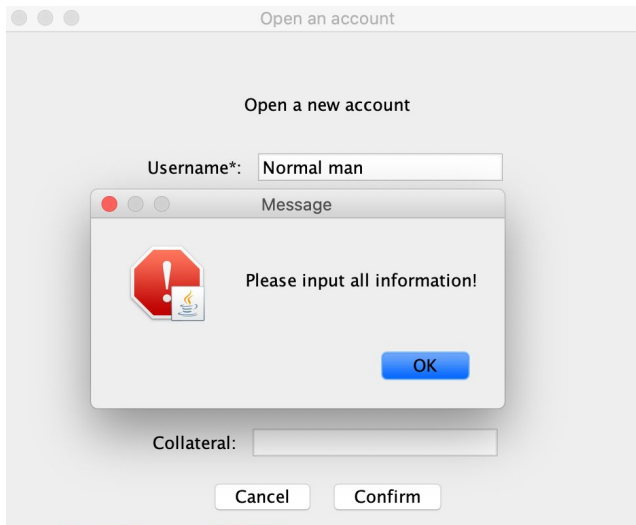 Open an account
Open a new account
Username*: Normal man
Message
Please input all information!
OK
Collateral:
Cancel Confirm